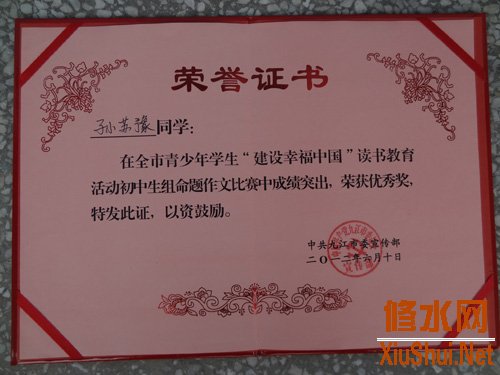 荣誉证书
孙苏豫同学：
在全市青少年学生“建设幸福中国”读书教育
活动初中生组命题作文比赛中成绩突出，荣获优秀奖，
特发此证，以资鼓励。
中共九江市委宣传部
二〇一二年六月十日
修水网
XiuShui.Net